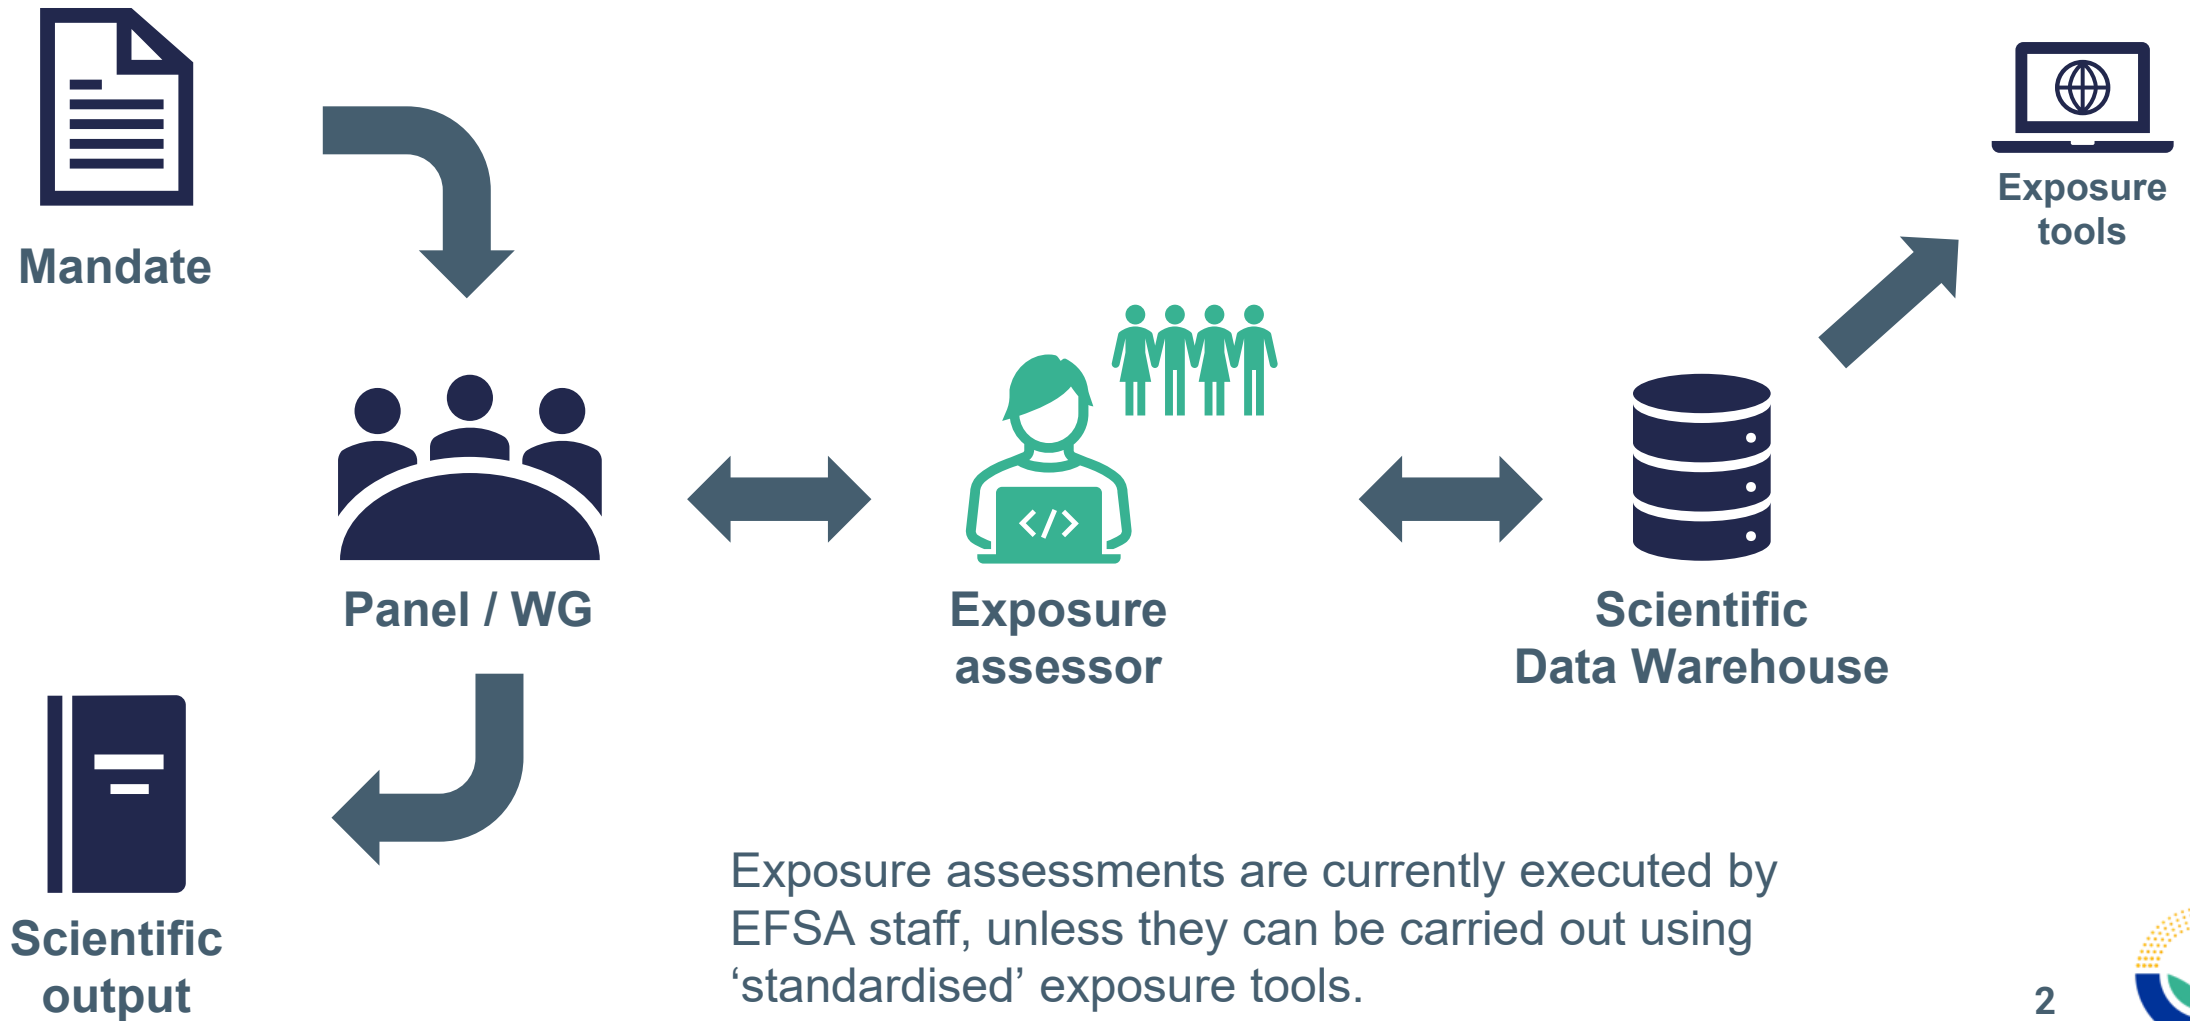 Mandate
Exposure
tools
Panel / WG
Exposure
assessor
</>
Scientific
Data Warehouse
Scientific
output
Exposure assessments are currently executed by
EFSA staff, unless they can be carried out using
‘standardised’ exposure tools.
2